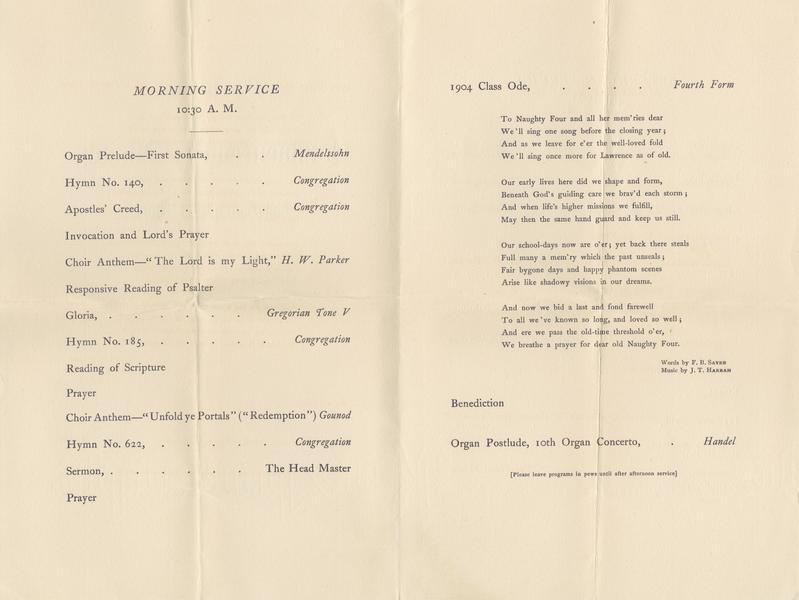 MORNING SERVICE
10:30 A. M.
Organ Prelude—First Sonata, . . Mendelssohn
Hymn No. 140, . . . . . Congregation
Apostles' Creed, . . . . . Congregation
Invocation and Lord's Prayer
Choir Anthem—“The Lord is my Light,” H. W. Parker
Responsive Reading of Psalter
Gloria, . . . . . . Gregorian Tone V
Hymn No. 185, . . . . . Congregation
Reading of Scripture
Prayer
Choir Anthem—“Unfold ye Portals” (“Redemption”) Gounod
Hymn No. 622, . . . . . Congregation
Sermon, . . . . . . The Head Master
Prayer
1904 Class Ode, . . . . Fourth Form
To Naughty Four and all her mem'ries dear
We'll sing one song before the closing year;
And as we leave for e'er the well-loved fold
We'll sing once more for Lawrence as of old.
Our early lives here did we shape and form,
Beneath God's guiding care we brav'd each storm;
And when life's higher missions we fulfill,
May then the same hand guard and keep us still.
Our school-days now are o'er; yet back there steals
Full many a mem'ry which the past unseals;
Fair bygone days and happy phantom scenes
Arise like shadowy visions in our dreams.
And now we bid a last and fond farewell
To all we've known so long, and loved so well;
And ere we pass the old-time threshold o'er,
We breathe a prayer for dear old Naughty Four.
Words by F. B. Sayre
Music by J. T. Harrah
Benediction
Organ Postlude, 10th Organ Concerto, . Handel
[Please leave programs in pews until after afternoon service]